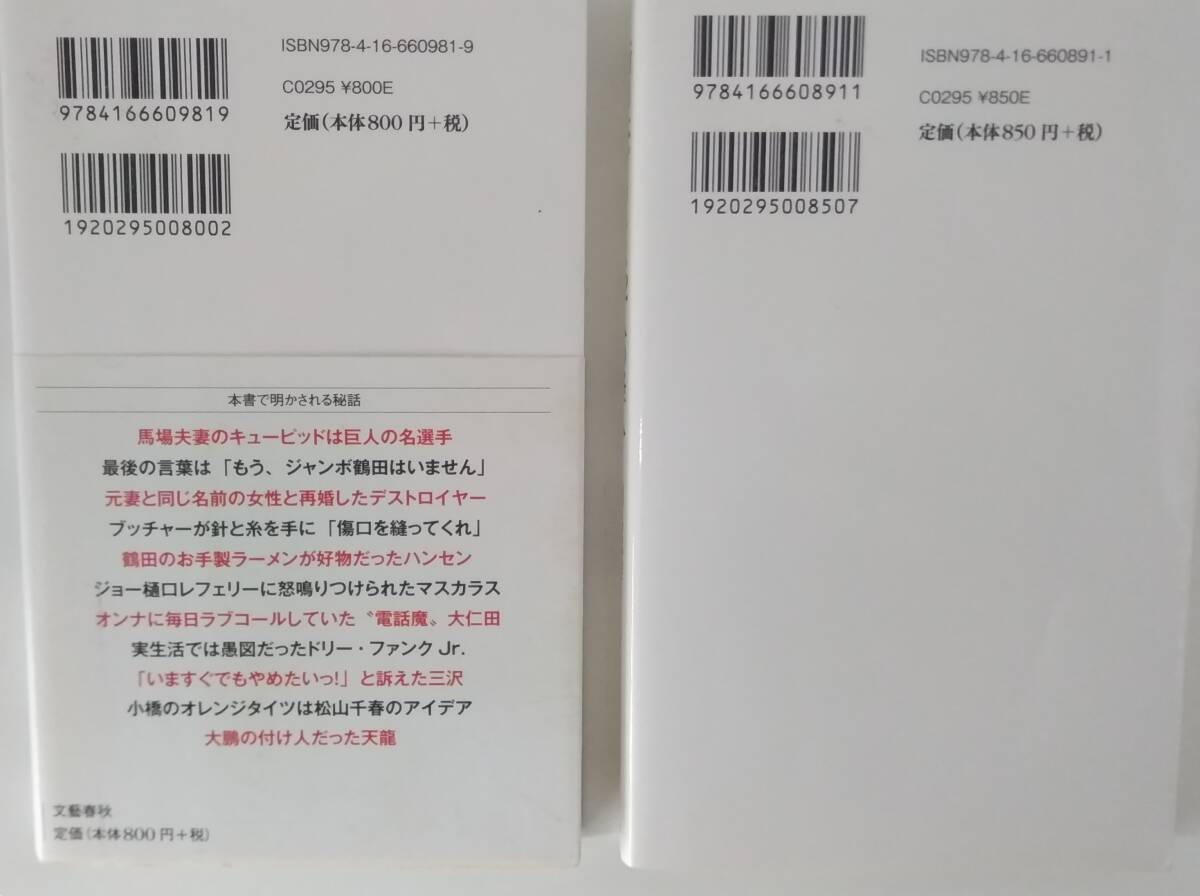 ISBN978-4-16-660981-9
C0295 ¥800E
定価(本体800円+税)
9784166609819
1920295008002
本書で明かされる秘話
馬場夫妻のキューピッドは巨人の名選手
最後の言葉は「もう、ジャンボ鶴田はいません」
元妻と同じ名前の女性と再婚したデストロイヤー
ブッチャーが針と糸を手に「傷口を縫ってくれ」
鶴田のお手製ラーメンが好物だったハンセン
ジョー樋口レフェリーに怒鳴りつけられたマスカラス
オンナに毎日ラブコールしていた〝電話魔〟大仁田
実生活では愚図だったドリー・ファンクJr.
「いますぐでもやめたいっ!」と訴えた三沢
小橋のオレンジタイツは松山千春のアイデア
大鵬の付け人だった天龍
文藝春秋
定価(本体800円+税)
ISBN978-4-16-660891-1
C0295 ¥850E
定価(本体850円+税)
9784166608911
1920295008507